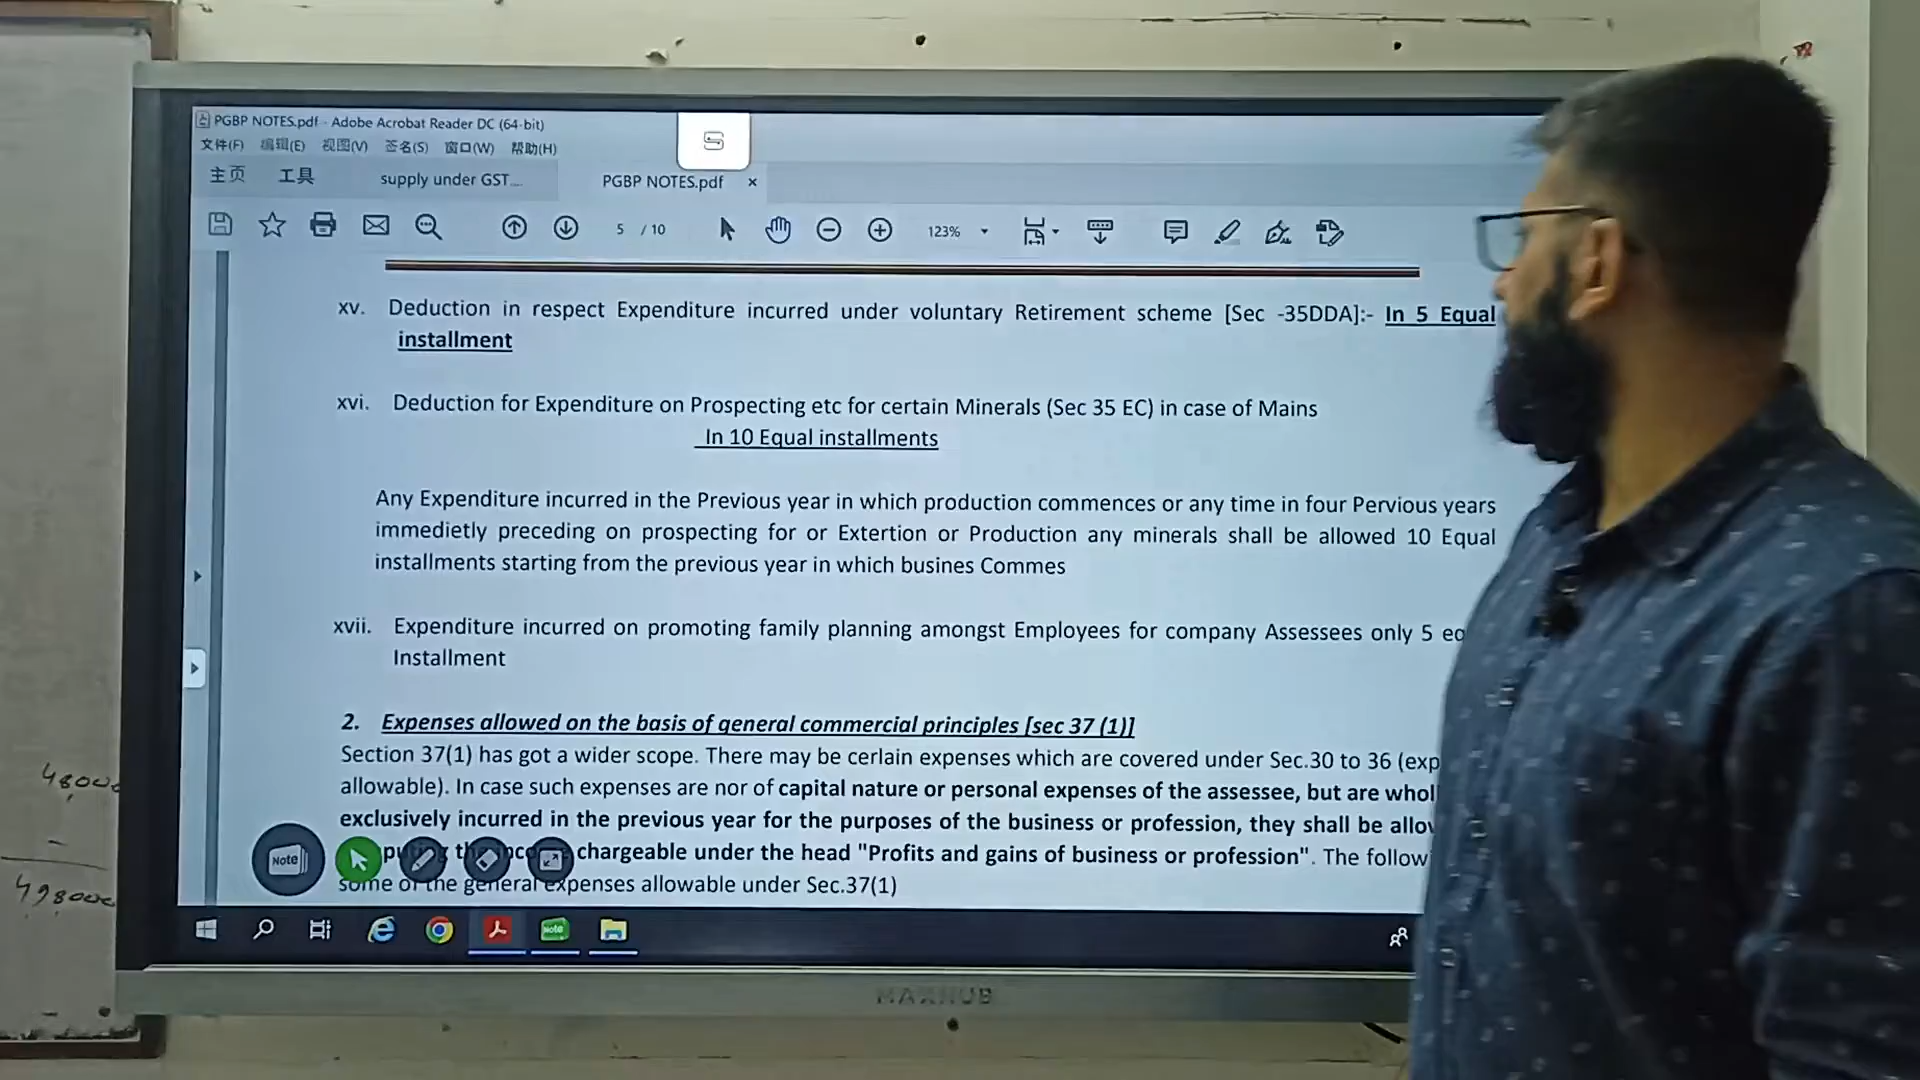 PGBP NOTES.pdf - Adobe Acrobat Reader DC (64-bit)
文件(F) 编辑(E) 视图(V) 签名(S) 窗口(W) 帮助(H)
主页 工具 supply under GST... PGBP NOTES.pdf ×
5 / 10 123%
xv. Deduction in respect Expenditure incurred under voluntary Retirement scheme [Sec -35DDA]:- In 5 Equal
installment
xvi. Deduction for Expenditure on Prospecting etc for certain Minerals (Sec 35 EC) in case of Mains
In 10 Equal installments
Any Expenditure incurred in the Previous year in which production commences or any time in four Pervious years
immedietly preceding on prospecting for or Extertion or Production any minerals shall be allowed 10 Equal
installments starting from the previous year in which busines Commes
xvii. Expenditure incurred on promoting family planning amongst Employees for company Assessees only 5 eq
Installment
2. Expenses allowed on the basis of general commercial principles [sec 37 (1)]
Section 37(1) has got a wider scope. There may be cerlain expenses which are covered under Sec.30 to 36 (exp
allowable). In case such expenses are nor of capital nature or personal expenses of the assessee, but are whol
exclusively incurred in the previous year for the purposes of the business or profession, they shall be allo
chargeable under the head "Profits and gains of business or profession". The follow
some of the general expenses allowable under Sec.37(1)
Note
Note
MAXHUB
48000
498000